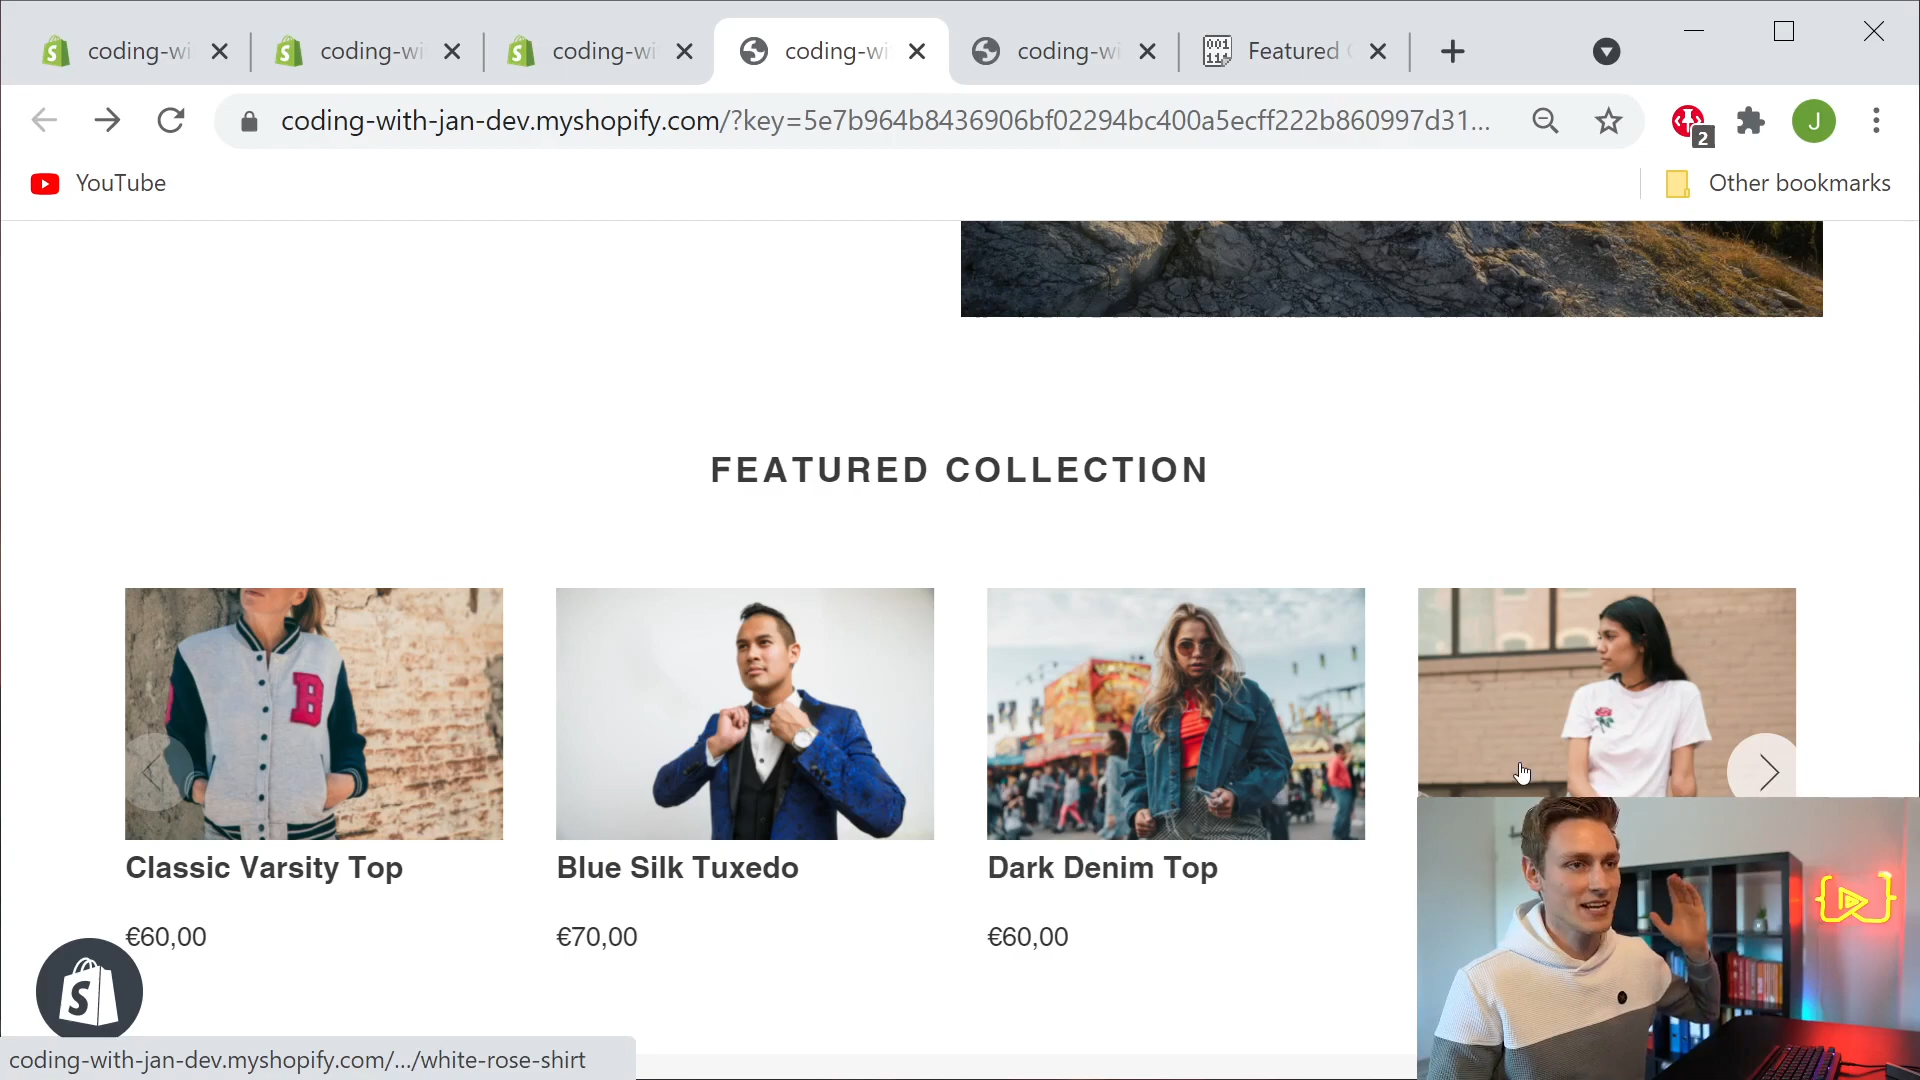 coding-wi
coding-wi
coding-wi
coding-wi
coding-wi
Featured
coding-with-jan-dev.myshopify.com/?key=5e7b964b8436906bf02294bc400a5ecff222b860997d31...
2
J
YouTube
Other bookmarks
FEATURED COLLECTION
B
Classic Varsity Top
Blue Silk Tuxedo
Dark Denim Top
€60,00
€70,00
€60,00
coding-with-jan-dev.myshopify.com/.../white-rose-shirt